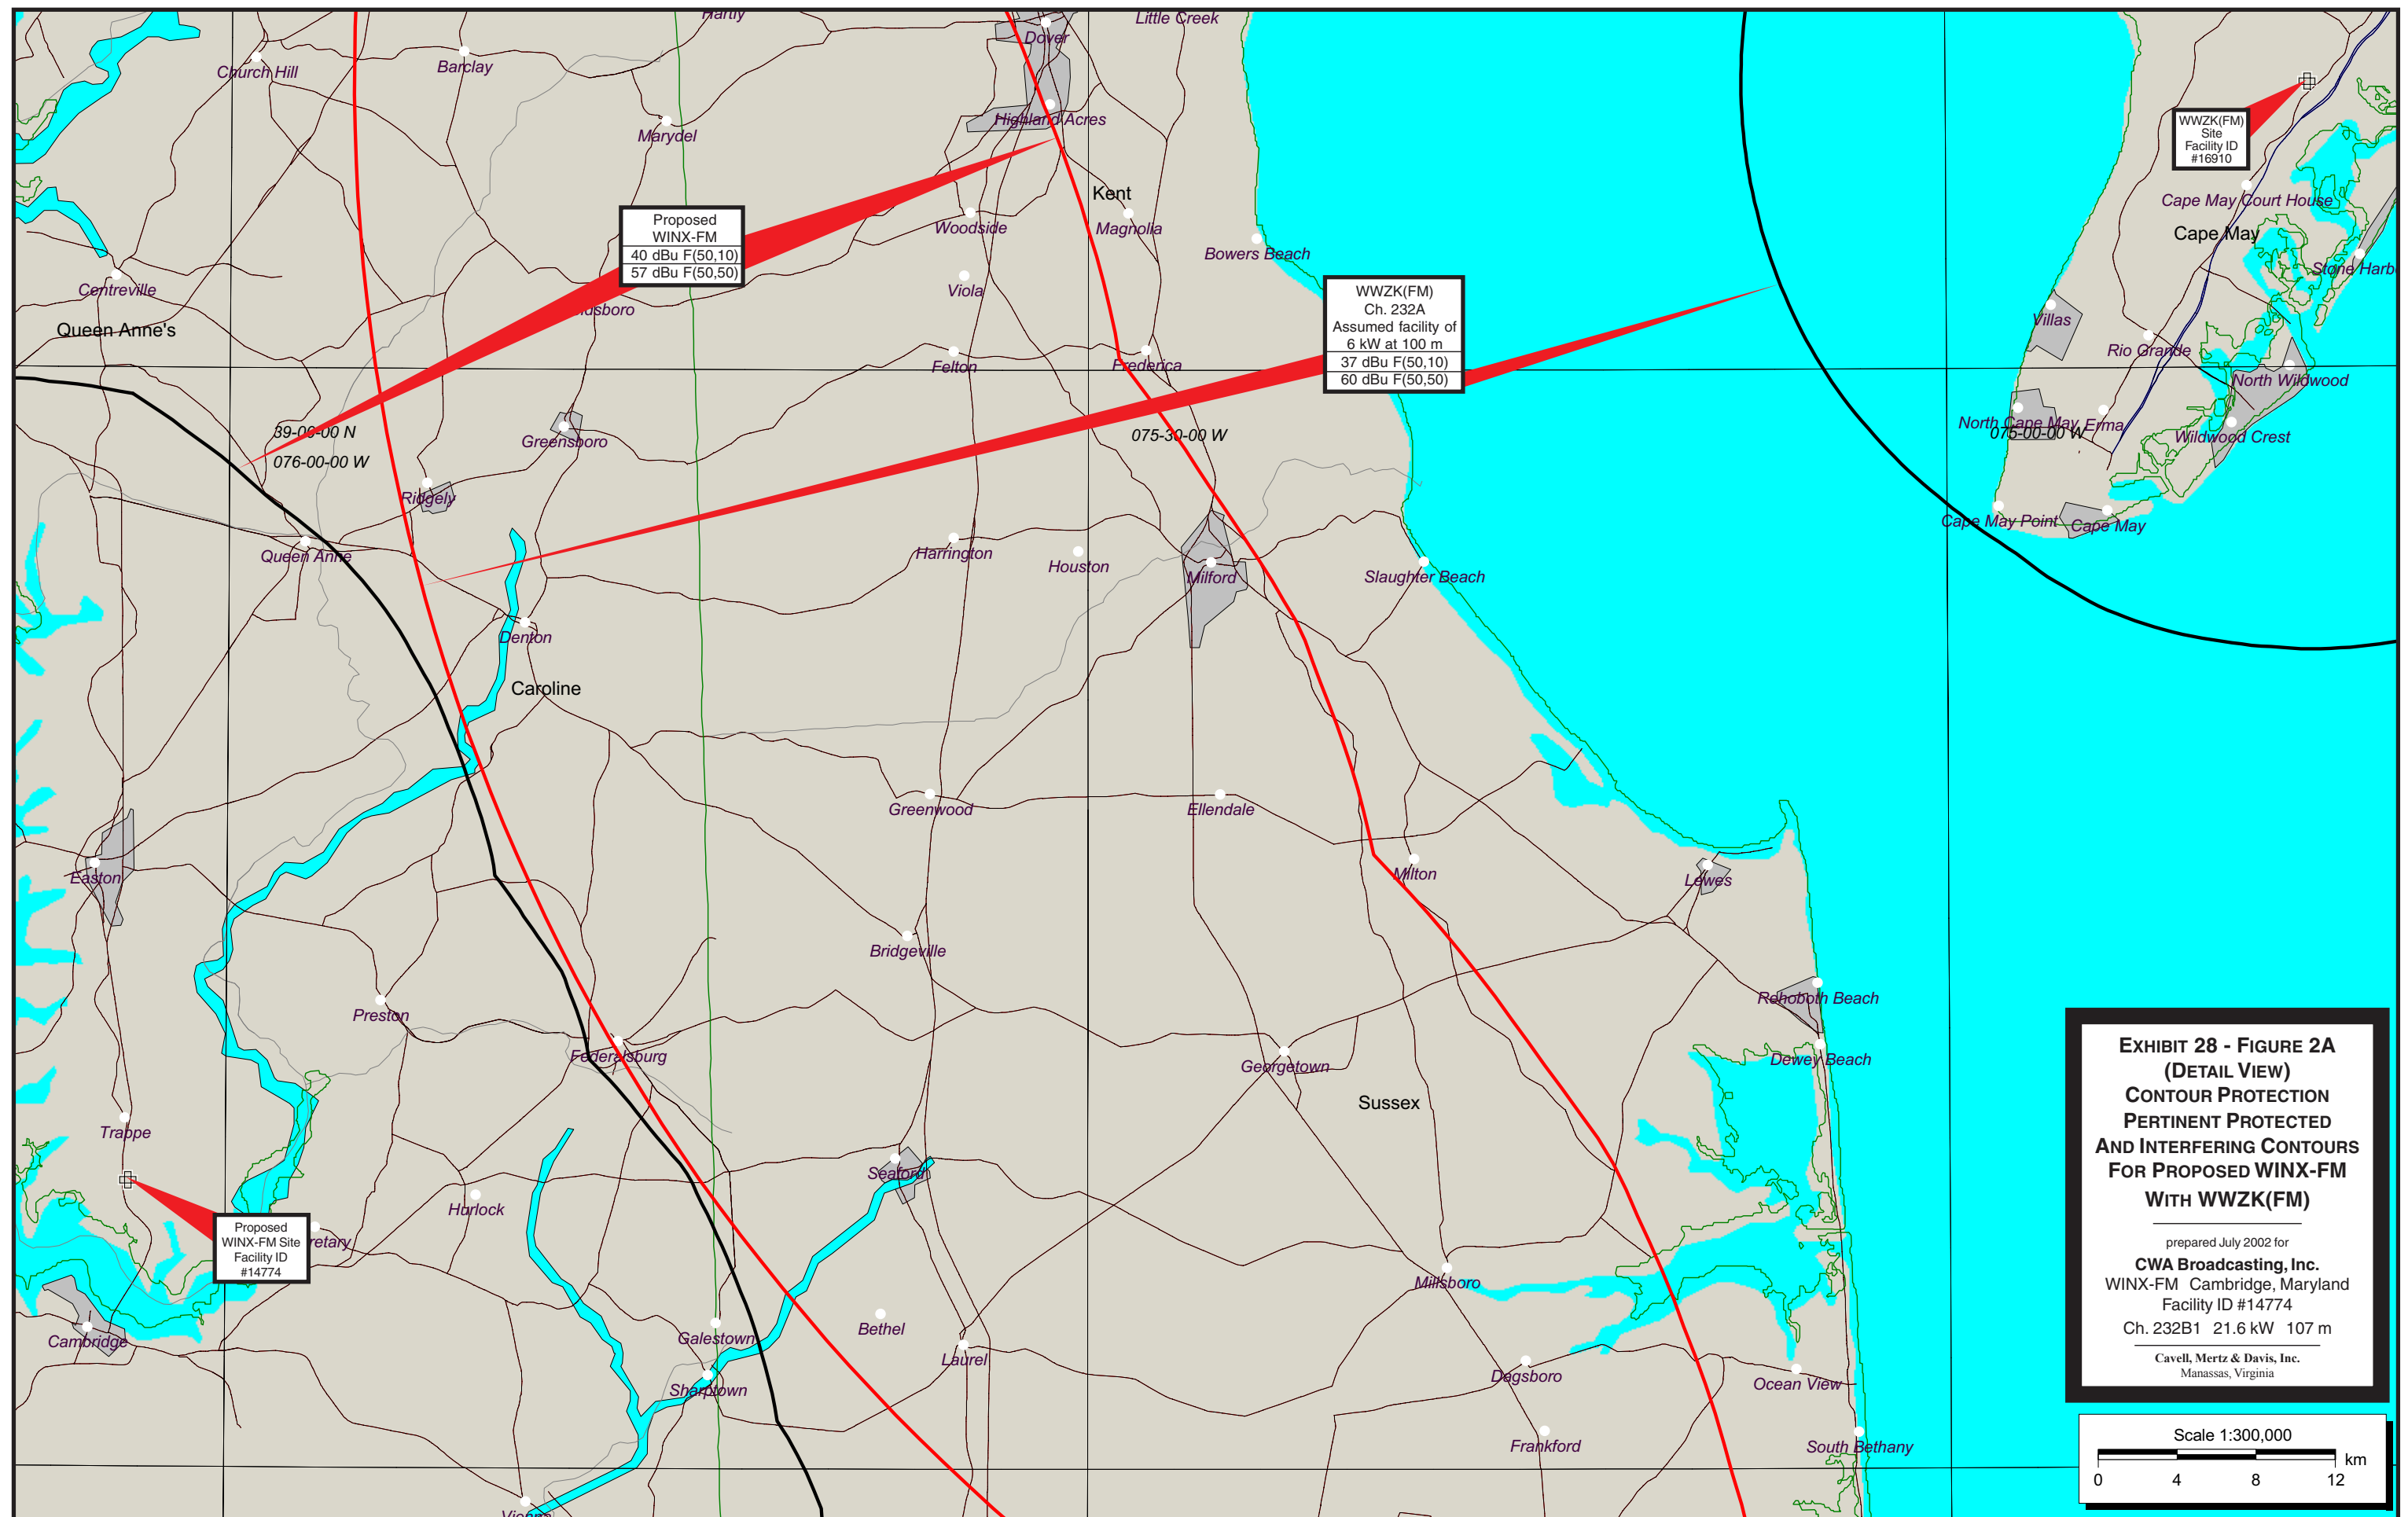 Hartly
Little Creek
Dover
Church Hill
Barclay
Marydel
Highland Acres
WWZK(FM)
Site
Facility ID
#16910
Kent
Cape May Court House
Proposed
WINX-FM
40 dBu F(50,10)
57 dBu F(50,50)
Woodside
Magnolia
Cape May
Bowers Beach
Stone Harb
Centreville
Viola
WWZK(FM)
Ch. 232A
Assumed facility of
6 kW at 100 m
37 dBu F(50,10)
60 dBu F(50,50)
Queen Anne's
ldsboro
Villas
Rio Grande
Felton
Frederica
North Wildwood
39-00-00 N
Greensboro
075-30-00 W
North Cape May
Erma
075-00-00 W
Wildwood Crest
076-00-00 W
Ridgely
Cape May Point
Cape May
Queen Anne
Harrington
Houston
Milford
Slaughter Beach
Denton
Caroline
Greenwood
Ellendale
Easton
Milton
Lewes
Bridgeville
Rehoboth Beach
Preston
Federalsburg
Georgetown
Dewey Beach
Sussex
Trappe
Seaford
Hurlock
Proposed
WINX-FM Site
Facility ID
#14774
retary
Millsboro
Cambridge
Galestown
Bethel
Laurel
Sharptown
Dagsboro
Ocean View
Frankford
South Bethany
Vienna
EXHIBIT 28 - FIGURE 2A
(DETAIL VIEW)
CONTOUR PROTECTION
PERTINENT PROTECTED
AND INTERFERING CONTOURS
FOR PROPOSED WINX-FM
WITH WWZK(FM)
prepared July 2002 for
CWA Broadcasting, Inc.
WINX-FM Cambridge, Maryland
Facility ID #14774
Ch. 232B1 21.6 kW 107 m
Cavell, Mertz & Davis, Inc.
Manassas, Virginia
Scale 1:300,000
km
0 4 8 12